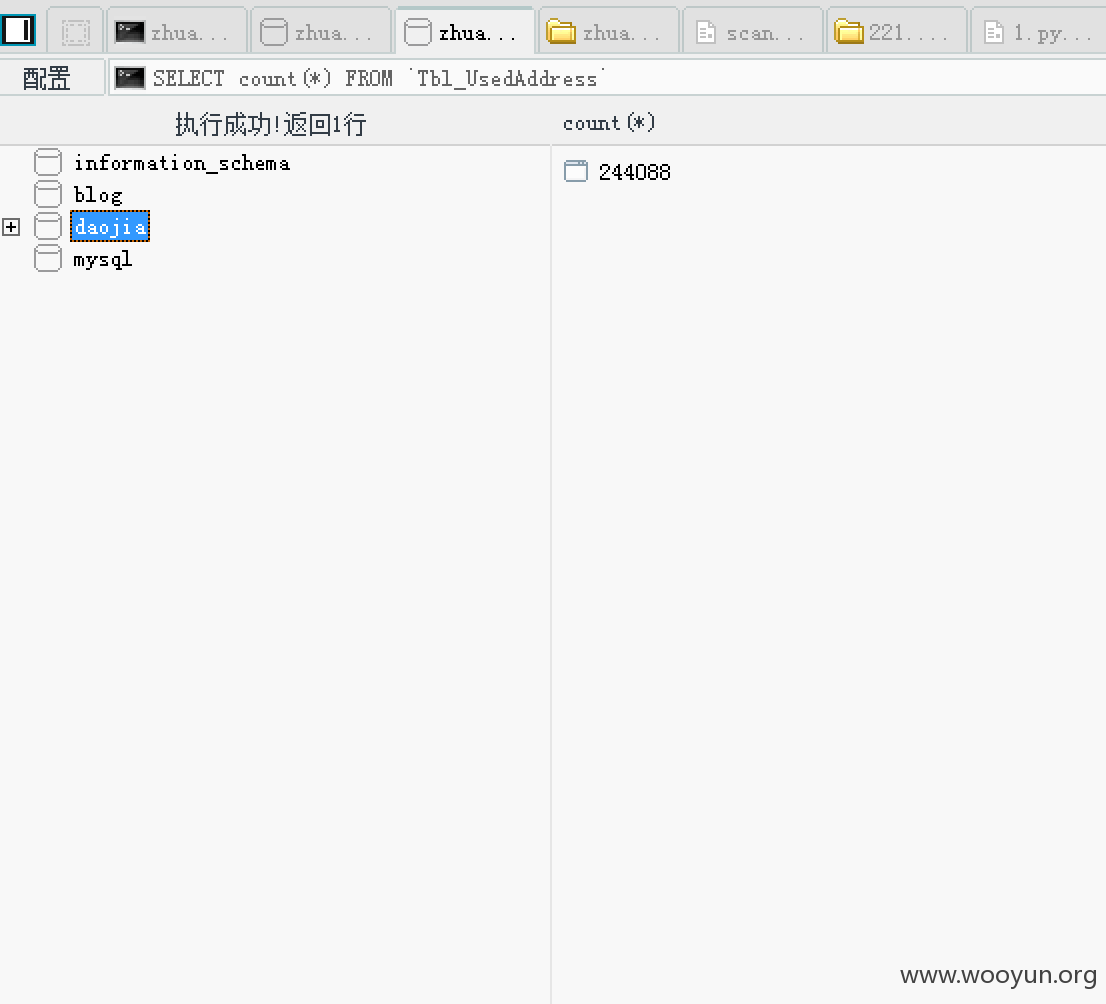 zhua... zhua... zhua... zhua... scan... 221.... 1.py...
配置 SELECT count(*) FROM `Tbl_UsedAddress`
执行成功!返回1行 count(*)
information_schema 244088
blog
daojia
mysql
www.wooyun.org